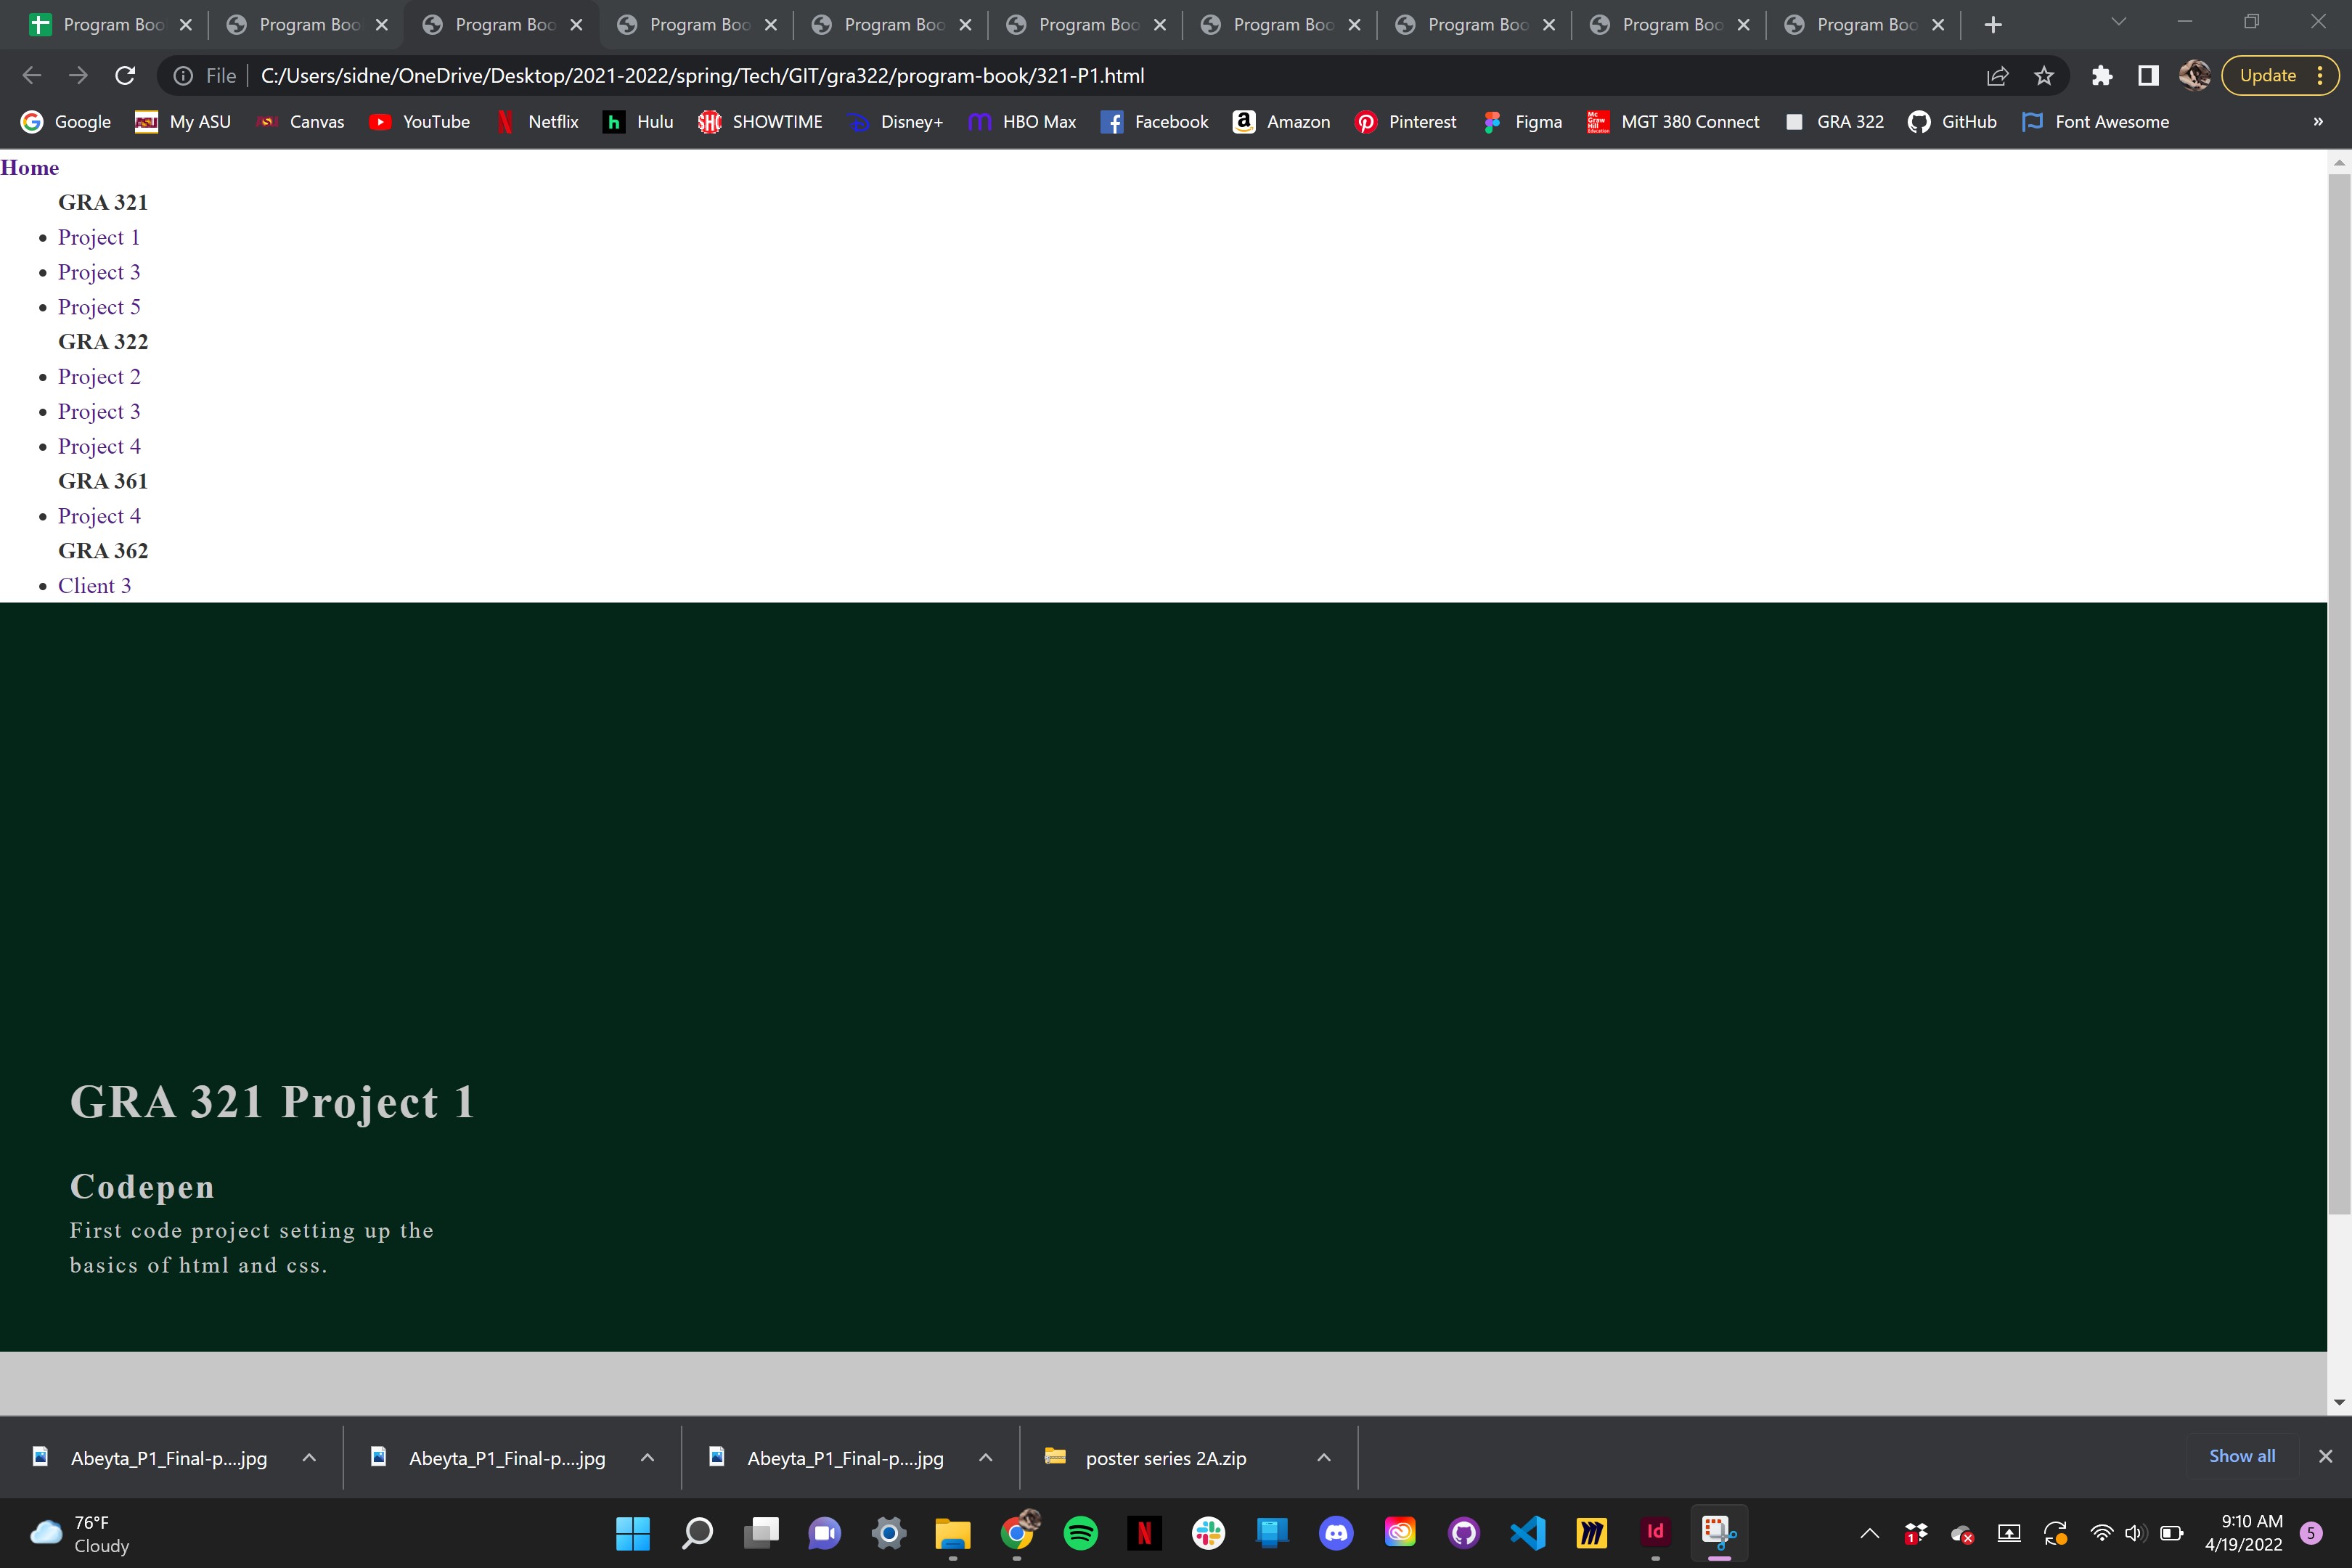 Program Boo Program Boo Program Boo Program Boo Program Boo Program Boo Program Boo Program Boo Program Boo Program Boo
File C:/Users/sidne/OneDrive/Desktop/2021-2022/spring/Tech/GIT/gra322/program-book/321-P1.html Update
Google My ASU Canvas YouTube Netflix Hulu SHOWTIME Disney+ HBO Max Facebook Amazon Pinterest Figma MGT 380 Connect GRA 322 GitHub Font Awesome »
Home
GRA 321
• Project 1
• Project 3
• Project 5
GRA 322
• Project 2
• Project 3
• Project 4
GRA 361
• Project 4
GRA 362
• Client 3
GRA 321 Project 1
Codepen
First code project setting up the
basics of html and css.
Abeyta_P1_Final-p....jpg Abeyta_P1_Final-p....jpg Abeyta_P1_Final-p....jpg poster series 2A.zip Show all
76°F
Cloudy
9:10 AM
4/19/2022
5